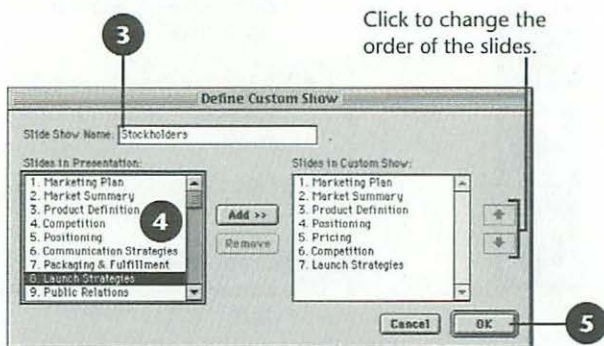 Click to change the
order of the slides.
3
Define Custom Show
Slide Show Name: Stockholders
Slides in Presentation:
1. Marketing Plan
2. Market Summary
3. Product Definition
4. Competition
5. Positioning
6. Communication Strategies
7. Packaging & Fulfillment
8. Launch Strategies
9. Public Relations
4
Add >>
Remove
Slides in Custom Show:
1. Marketing Plan
2. Market Summary
3. Product Definition
4. Positioning
5. Pricing
6. Competition
7. Launch Strategies
Cancel
OK
5